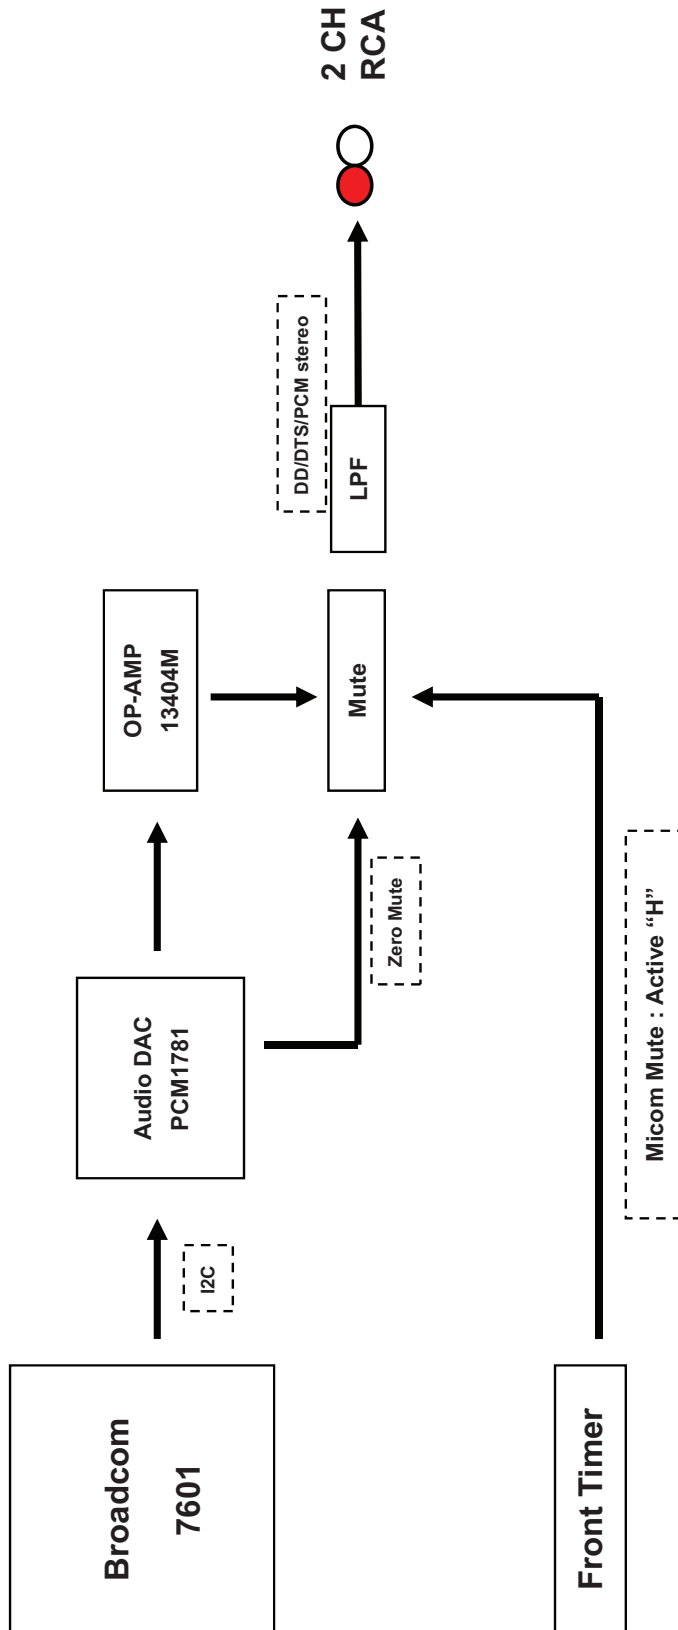 Broadcom
7601
I2C
Audio DAC
PCM1781
OP-AMP
13404M
Zero Mute
Mute
LPF
DD/DTS/PCM stereo
2 CH
RCA
Front Timer
Micom Mute : Active “H”